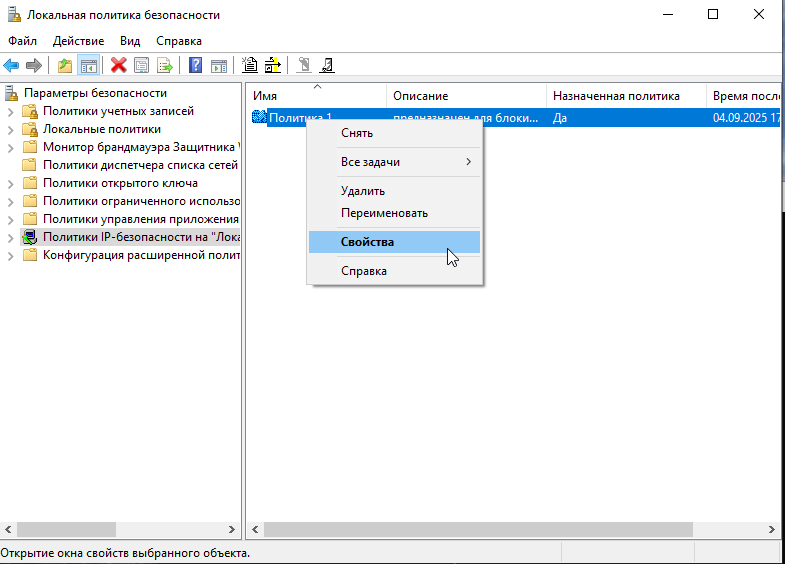 Локальная политика безопасности
Файл Действие Вид Справка
Параметры безопасности
Политики учетных записей
Локальные политики
Монитор брандмауэра Защитника
Политики диспетчера списка сетей
Политики открытого ключа
Политики ограниченного использо
Политики управления приложения
Политики IP-безопасности на "Лока
Конфигурация расширенной полит
Имя Описание Назначенная политика Время после
Политика 1 предназначен для блоки... Да 04.09.2025 17
Снять
Все задачи
Удалить
Переименовать
Свойства
Справка
Открытие окна свойств выбранного объекта.